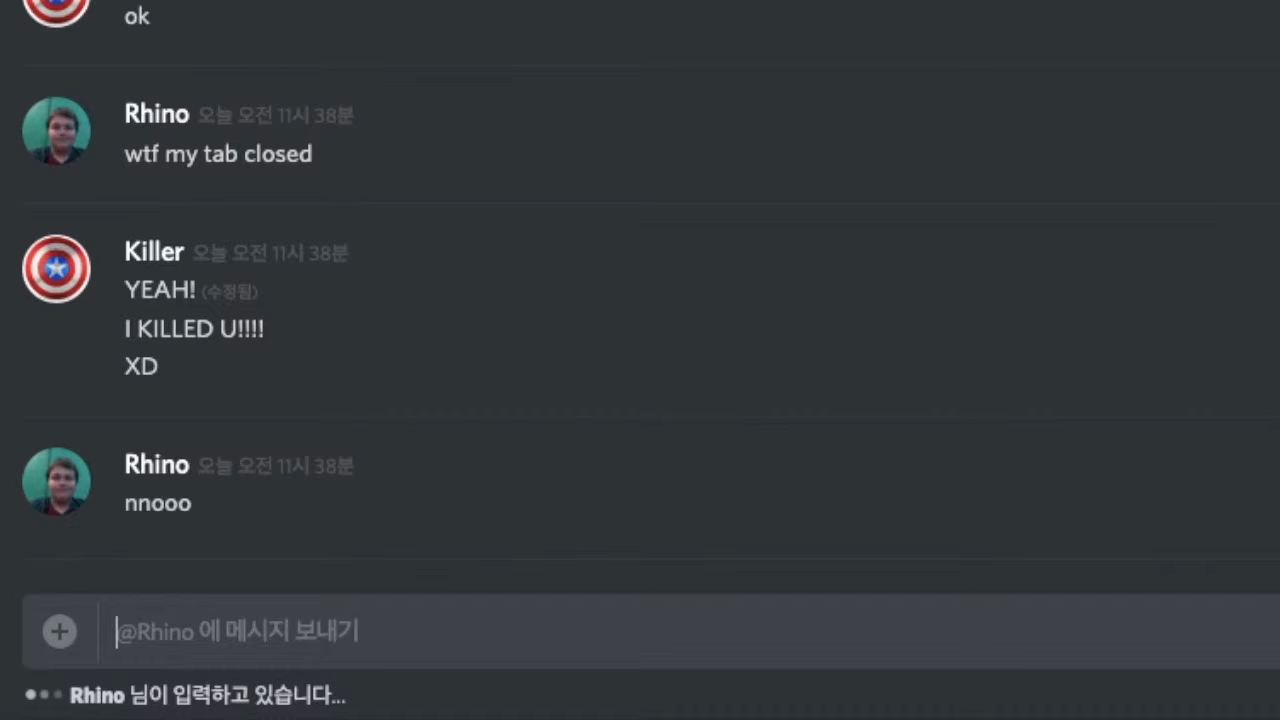 ok
Rhino 오늘 오전 11시 38분
wtf my tab closed
Killer 오늘 오전 11시 38분
YEAH! (수정됨)
I KILLED U!!!!
XD
Rhino 오늘 오전 11시 38분
nnooo
@Rhino 에 메시지 보내기
Rhino 님이 입력하고 있습니다...